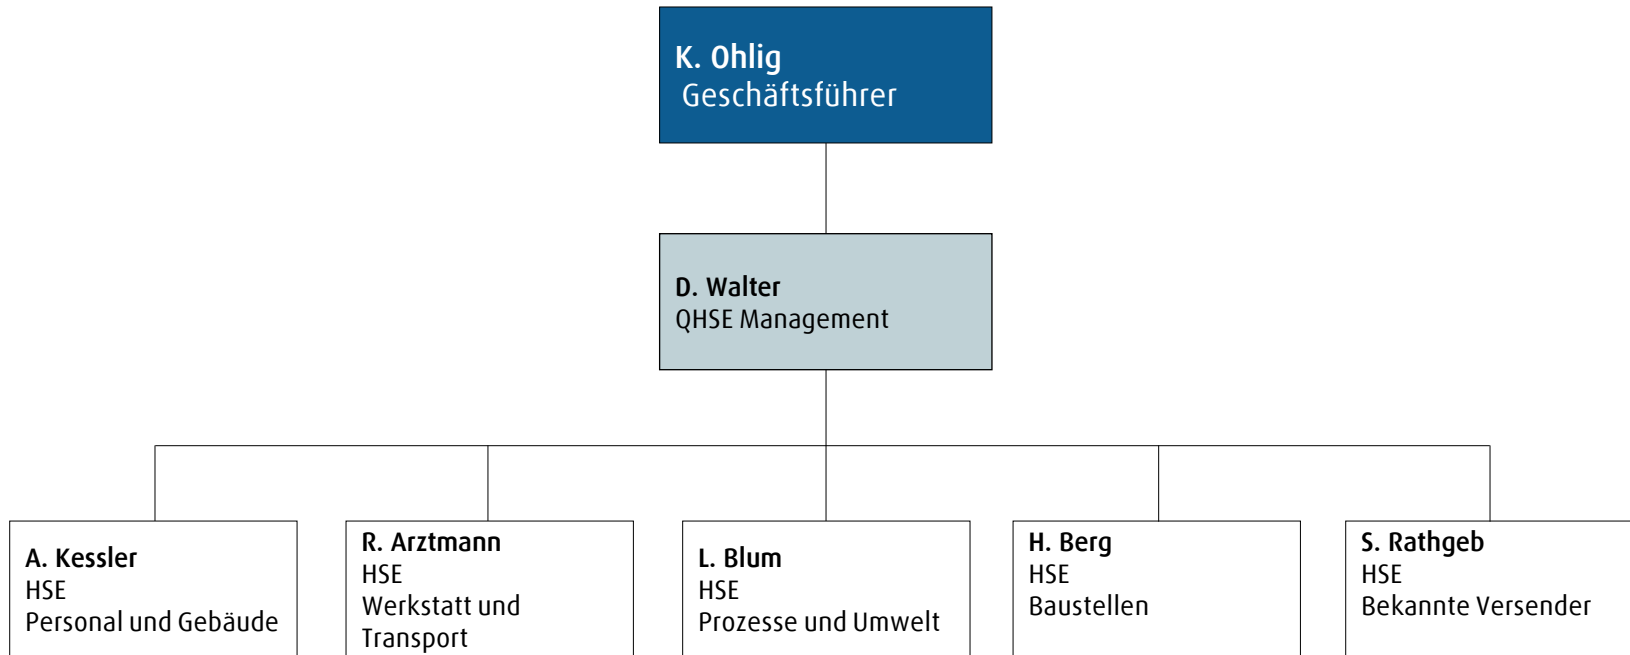 K. Ohlig
Geschäftsführer
D. Walter
QHSE Management
A. Kessler
HSE
Personal und Gebäude
R. Arztmann
HSE
Werkstatt und
Transport
L. Blum
HSE
Prozesse und Umwelt
H. Berg
HSE
Baustellen
S. Rathgeb
HSE
Bekannte Versender